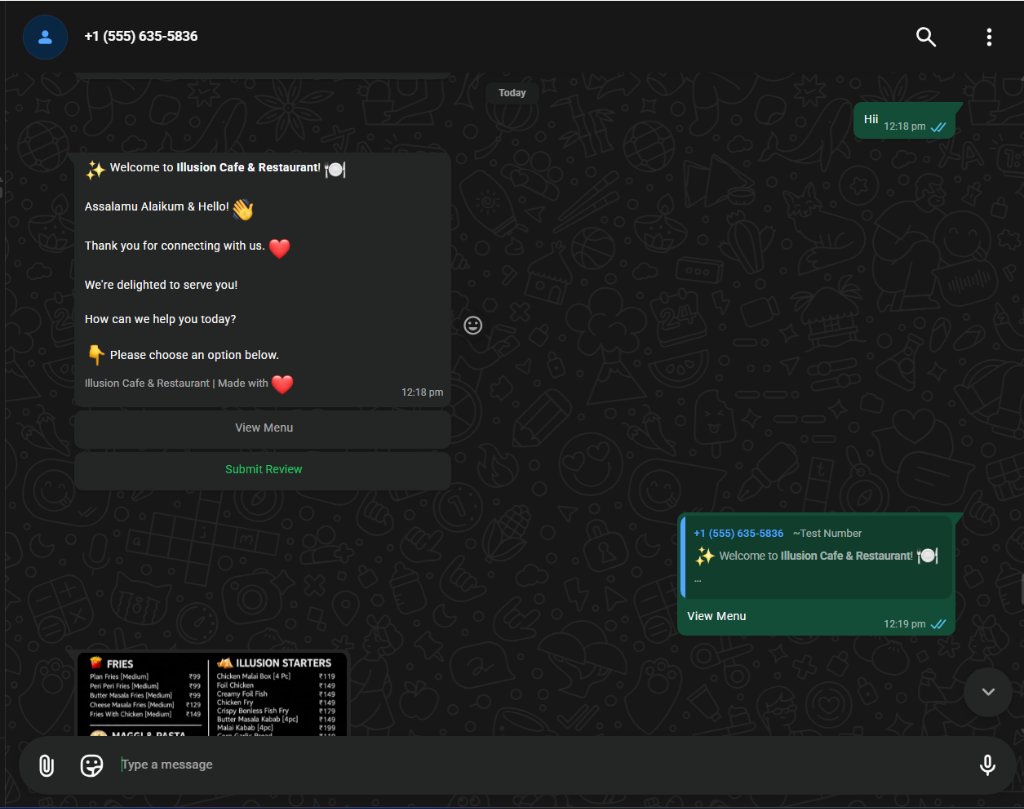 +1 (555) 635-5836
Today
Hii
12:18 pm
✨ Welcome to Illusion Cafe & Restaurant! 🍽️
Assalamu Alaikum & Hello! 👋
Thank you for connecting with us. ❤️
We're delighted to serve you!
How can we help you today?
👇 Please choose an option below.
Illusion Cafe & Restaurant | Made with ❤️
12:18 pm
View Menu
Submit Review
+1 (555) 635-5836 ~Test Number
✨ Welcome to Illusion Cafe & Restaurant! 🍽️
...
View Menu
12:19 pm
🍟 FRIES
Plan Fries [Medium] ₹99
Peri Peri Fries [Medium] ₹99
Butter Masala Fries [Medium] ₹99
Cheese Masala Fries [Medium] ₹129
Fries With Chicken [Medium] ₹149
MAGGI & PASTA
ILLUSION STARTERS
Chicken Malai Box [4 Pc] ₹119
Foil Chicken ₹149
Creamy Foil Fish ₹149
Chicken Fry ₹149
Crispy Bonless Fish Fry ₹179
Butter Masala Kabab [4pc] ₹149
Malai Kabab [4pc] ₹199
Corn Garlic Bread
Type a message